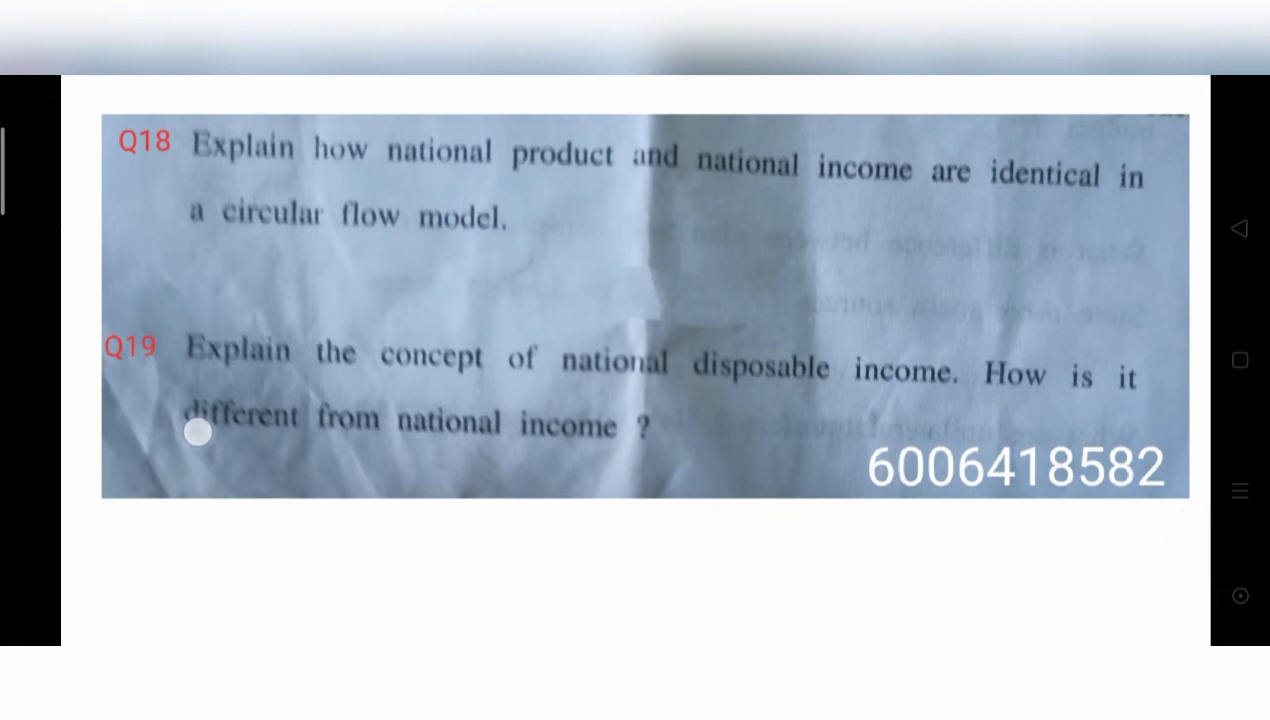 Q18 Explain how national product and national income are identical in
a circular flow model.
Q19 Explain the concept of national disposable income. How is it
different from national income ?
6006418582